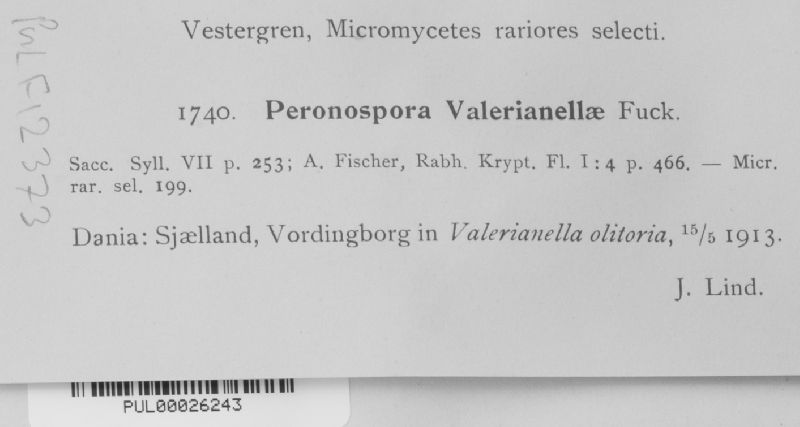 Vestergren, Micromycetes rariores selecti.
1740. Peronospora Valerianellæ Fuck.
Sacc. Syll. VII p. 253; A. Fischer, Rabh. Krypt. Fl. I : 4 p. 466. — Micr.
rar. sel. 199.
Dania: Sjælland, Vordingborg in Valerianella olitoria, 15/5 1913.
J. Lind.
PUL F12373
PUL00026243